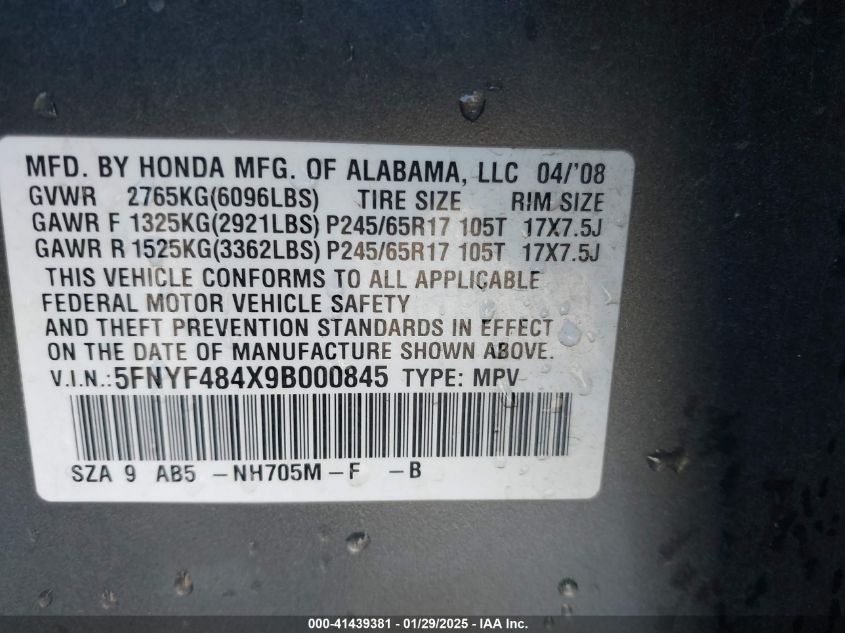 MFD. BY HONDA MFG. OF ALABAMA, LLC 04/'08
GVWR 2765KG(6096LBS) TIRE SIZE RIM SIZE
GAWR F 1325KG(2921LBS) P245/65R17 105T 17X7.5J
GAWR R 1525KG(3362LBS) P245/65R17 105T 17X7.5J
THIS VEHICLE CONFORMS TO ALL APPLICABLE
FEDERAL MOTOR VEHICLE SAFETY
AND THEFT PREVENTION STANDARDS IN EFFECT
ON THE DATE OF MANUFACTURE SHOWN ABOVE.
V.I.N.:5FNYF484X9B000845 TYPE: MPV
SZA 9 AB5 -NH705M-F -B
000-41439381 - 01/29/2025 - IAA Inc.